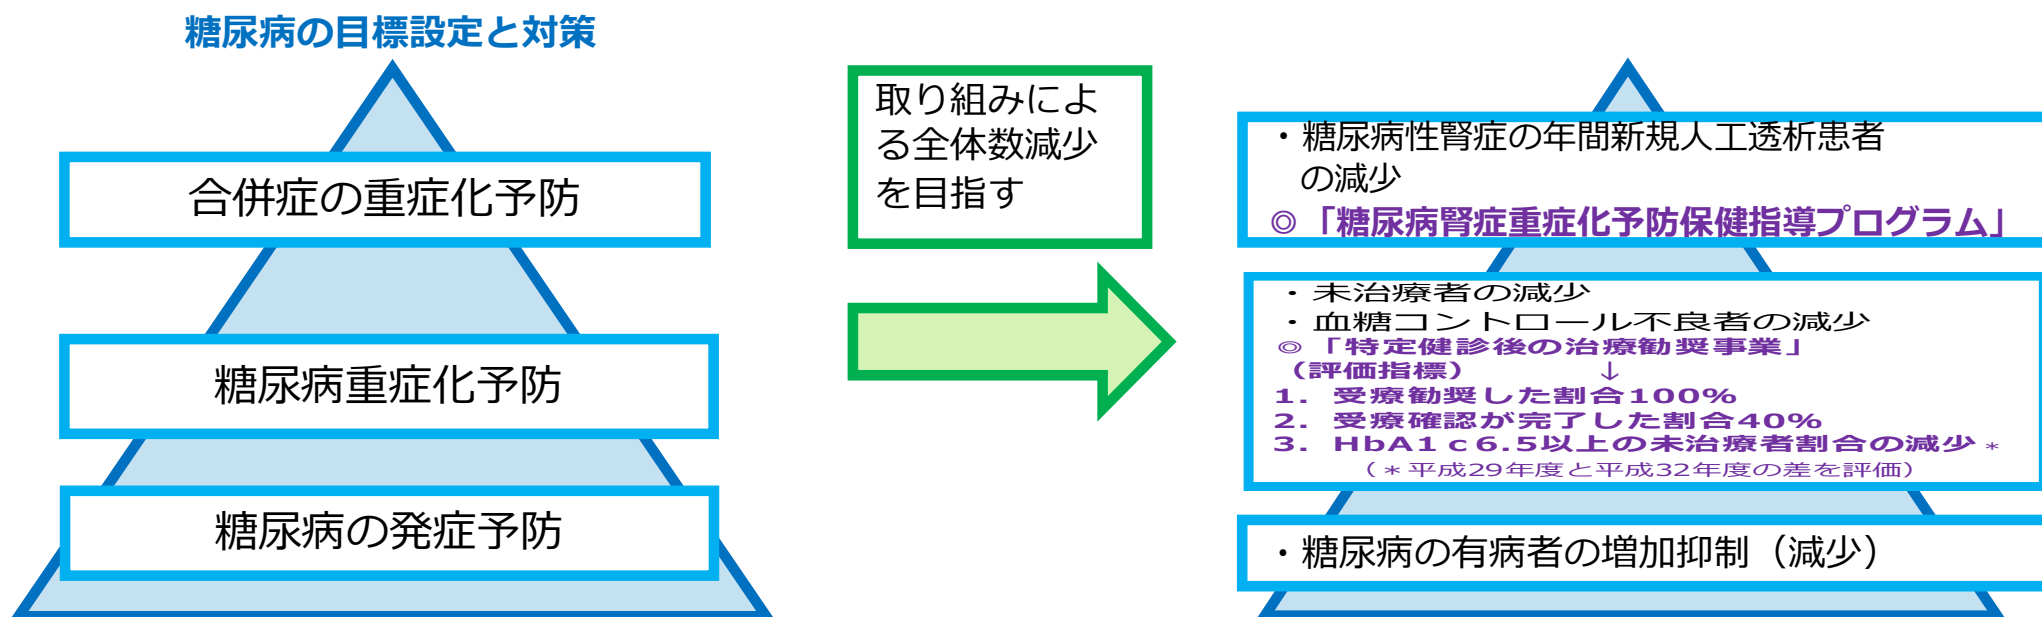 糖尿病の目標設定と対策
合併症の重症化予防
糖尿病重症化予防
糖尿病の発症予防
取り組みによ
る全体数減少
を目指す
・糖尿病性腎症の年間新規人工透析患者
の減少
◎「糖尿病腎症重症化予防保健指導プログラム」
・未治療者の減少
・血糖コントロール不良者の減少
◎「特定健診後の治療勧奨事業」
（評価指標） ↓
1．受療勧奨した割合100%
2．受療確認が完了した割合40%
3．HbA1ｃ6.5以上の未治療者割合の減少＊
（＊平成29年度と平成32年度の差を評価）
・糖尿病の有病者の増加抑制（減少）